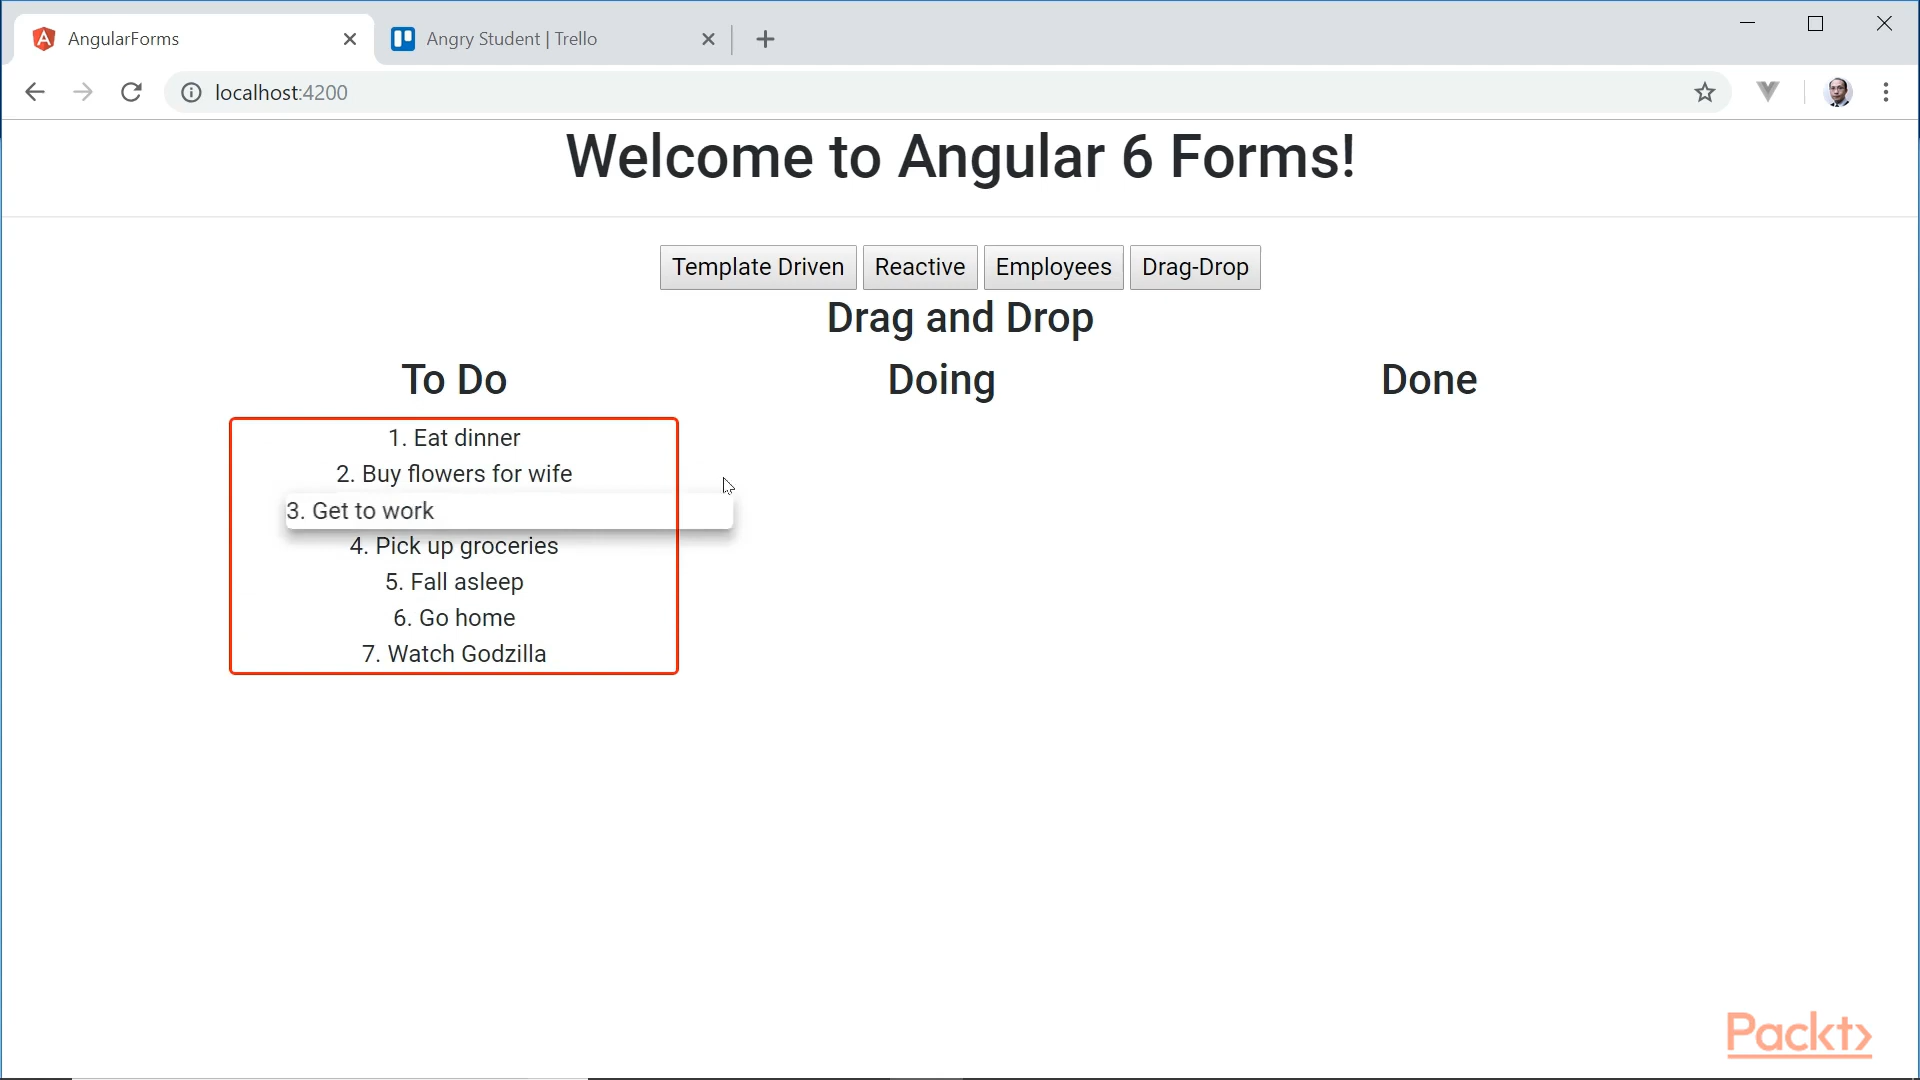 AngularForms
Angry Student | Trello
localhost:4200
Welcome to Angular 6 Forms!
Template Driven Reactive Employees Drag-Drop
Drag and Drop
To Do Doing Done
1. Eat dinner
2. Buy flowers for wife
3. Get to work
4. Pick up groceries
5. Fall asleep
6. Go home
7. Watch Godzilla
Packt